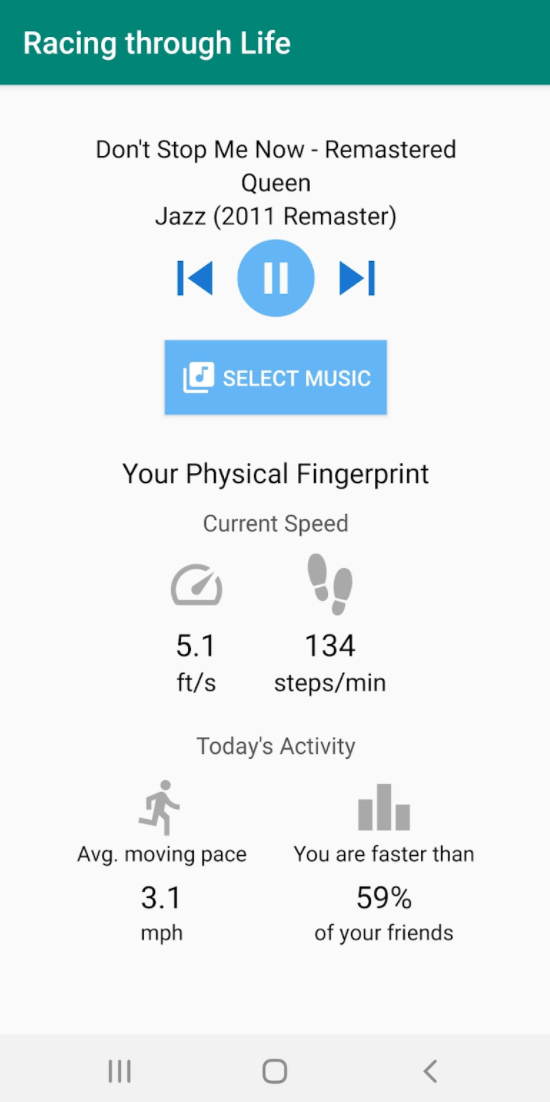 Racing through Life
Don't Stop Me Now - Remastered
Queen
Jazz (2011 Remaster)
SELECT MUSIC
Your Physical Fingerprint
Current Speed
5.1 134
ft/s steps/min
Today's Activity
Avg. moving pace You are faster than
3.1 59%
mph of your friends